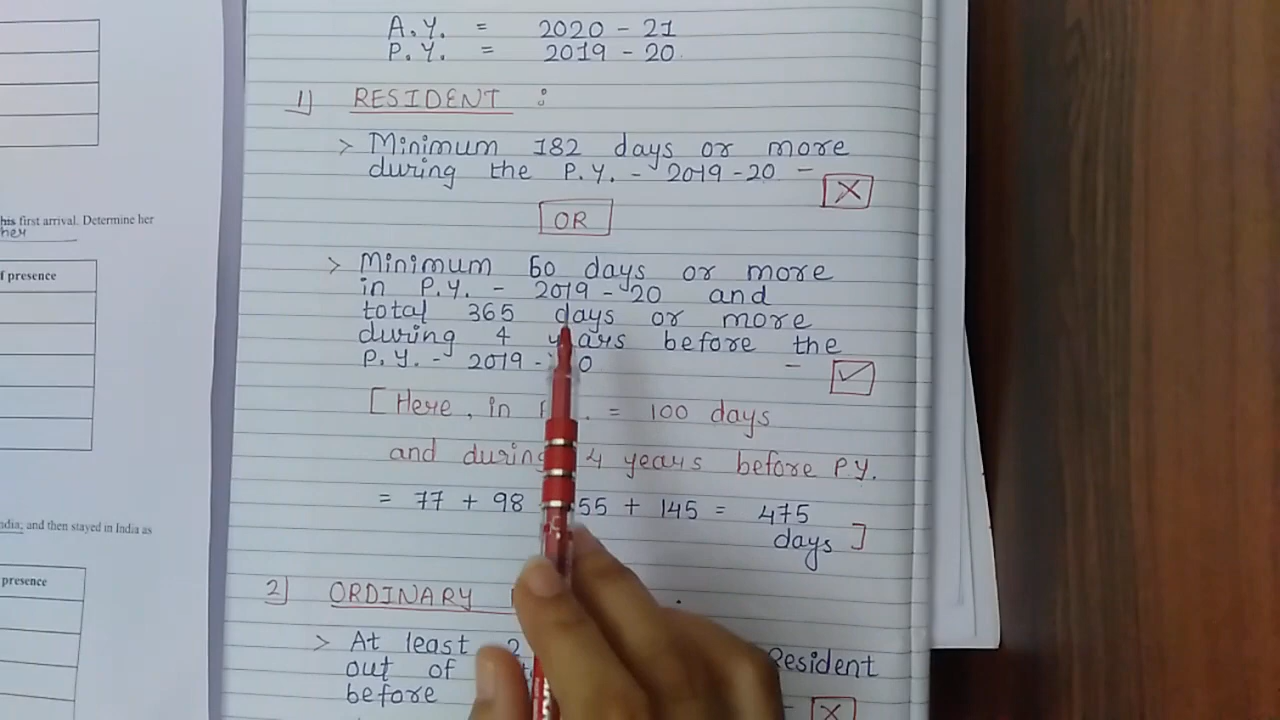 A.Y. = 2020 - 21
P.Y. = 2019 - 20
1] RESIDENT :
> Minimum 182 days or more
during the P.Y. - 2019-20 - X
OR
> Minimum 60 days or more
in P.Y. - 2019 - 20 and
total 365 days or more
during 4 years before the
P.Y. - 2019 - 0 -
[ Here, in = 100 days
and during 4 years before P.Y.
= 77 + 98 55 + 145 = 475
days ]
2] ORDINARY
> At least 2 Resident
out of
before X
his first arrival. Determine her
her
f presence
ndia, and then stayed in India as
presence